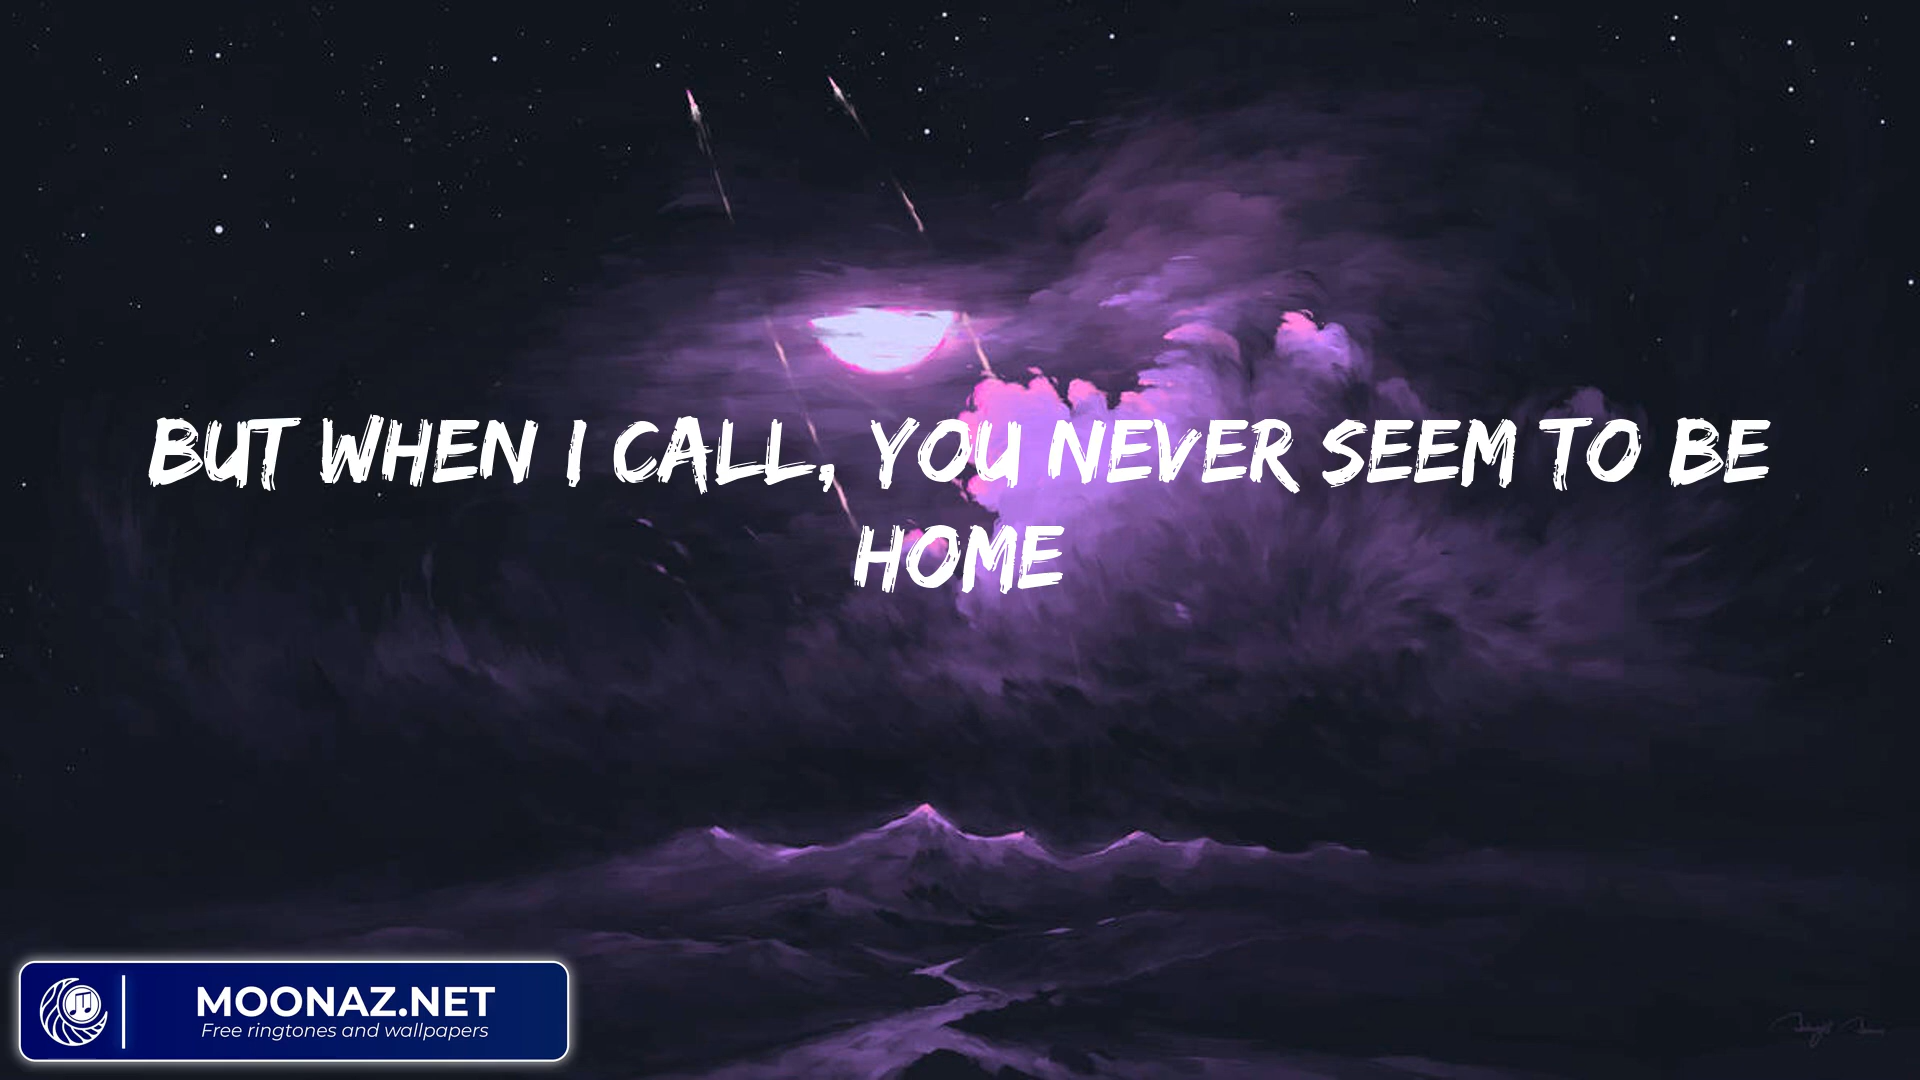 BUT WHEN I CALL, YOU NEVER SEEM TO BE
HOME
MOONAZ.NET
Free ringtones and wallpapers